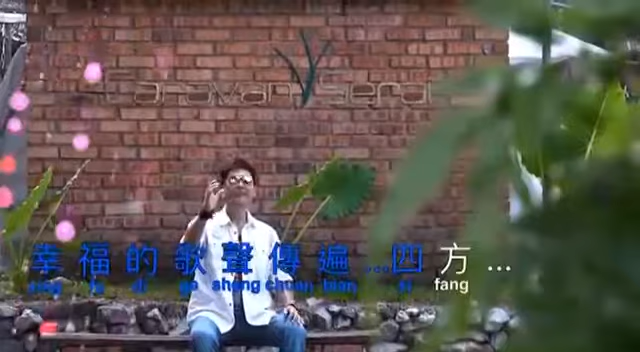 Caravan Serai
幸福的歌聲傳遍...四方...
xing fu di ge sheng chuan bian si fang